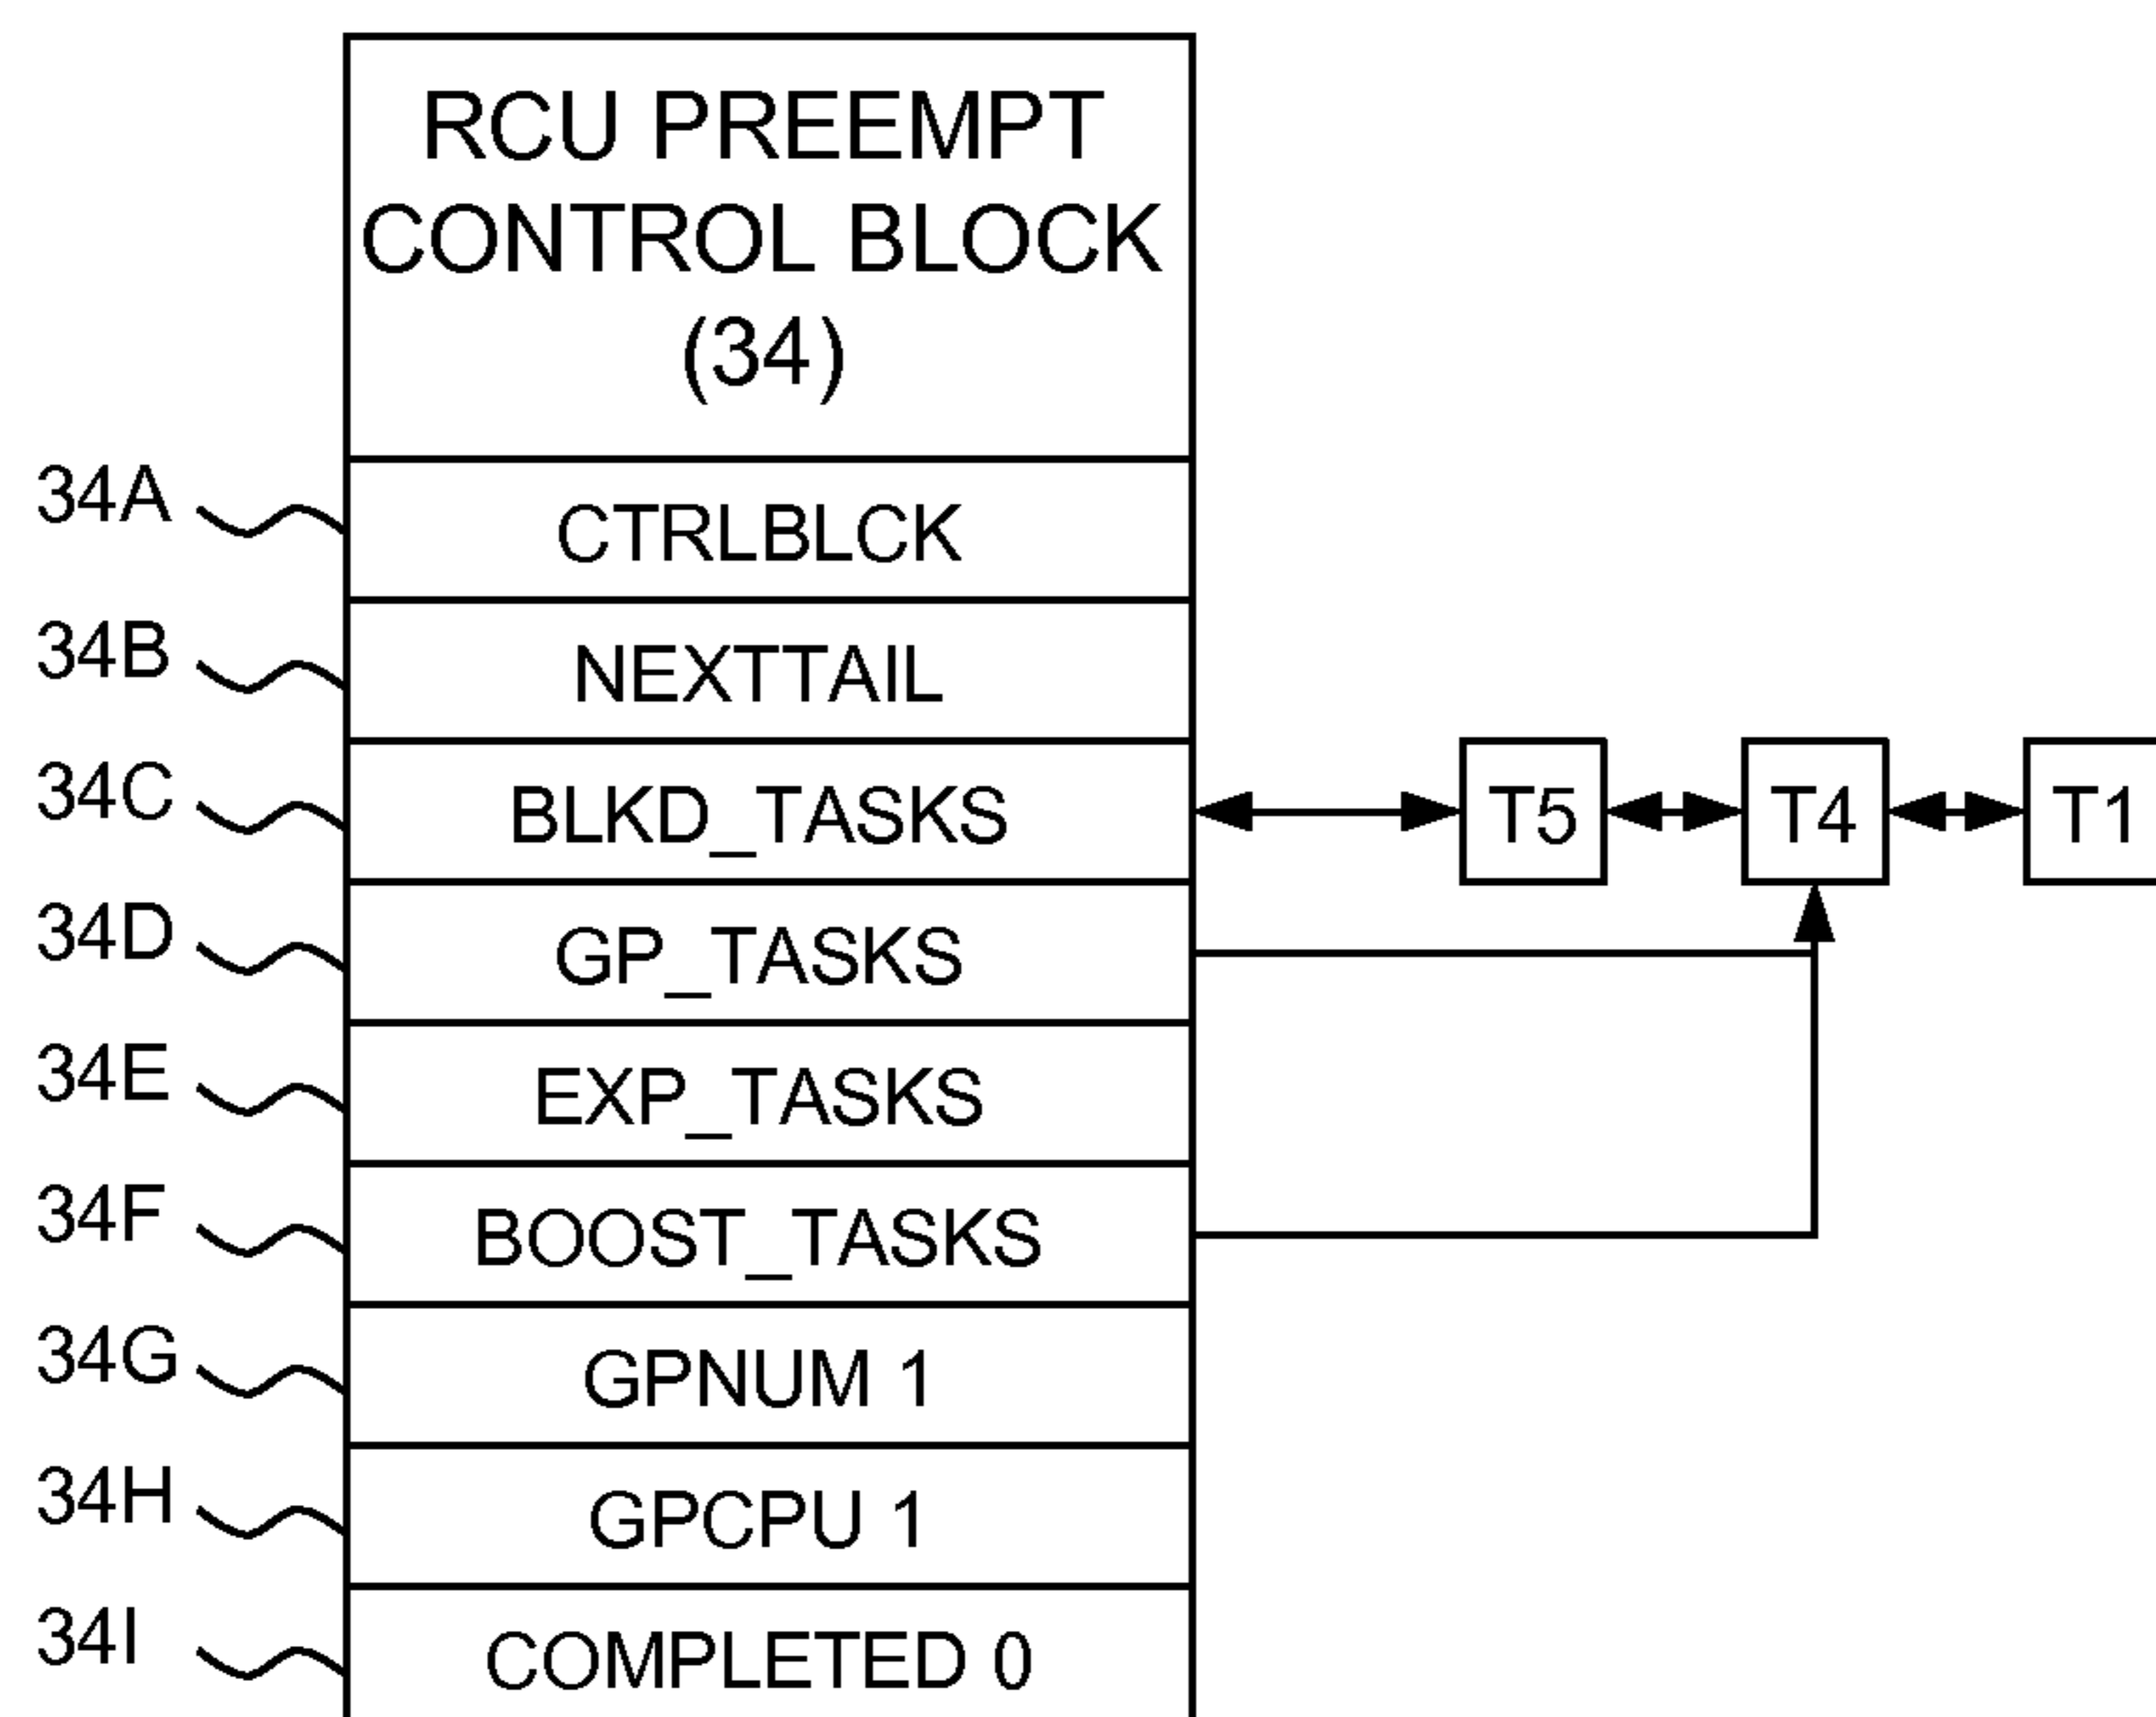 RCU PREEMPT
CONTROL BLOCK
(34)
34A CTRLBLCK
34B NEXTTAIL
34C BLKD_TASKS T5 T4 T1
34D GP_TASKS
34E EXP_TASKS
34F BOOST_TASKS
34G GPNUM 1
34H GPCPU 1
34I COMPLETED 0